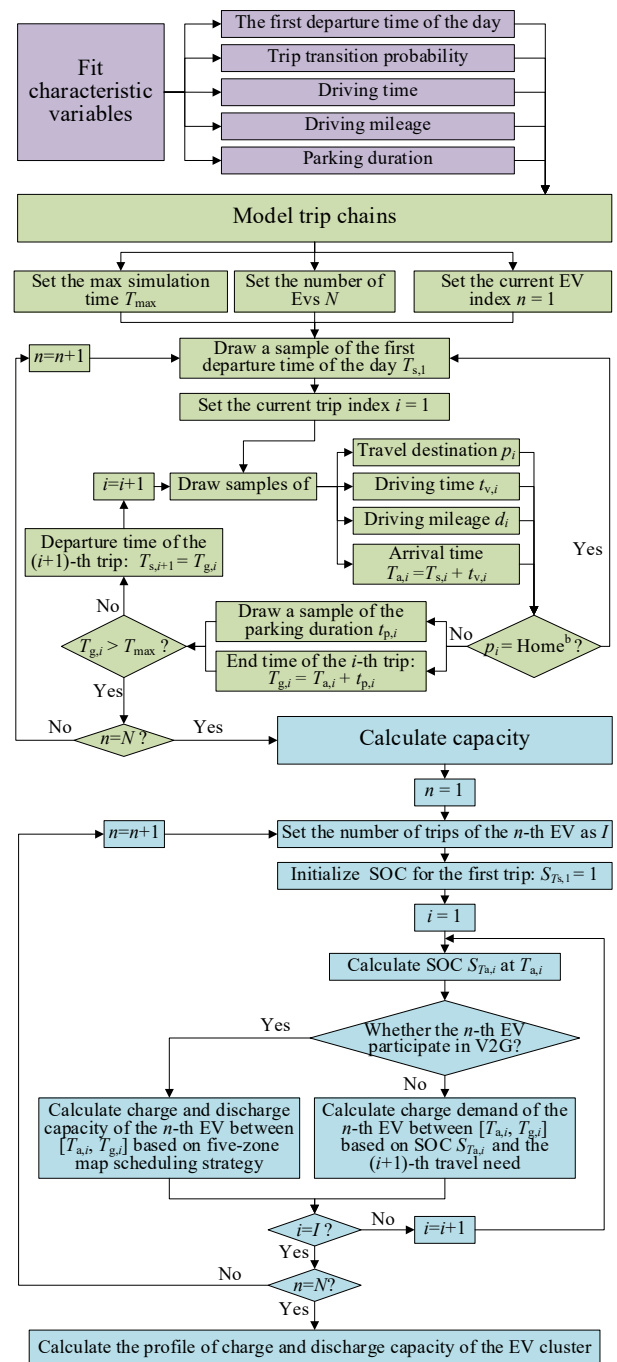 Fit
characteristic
variables
The first departure time of the day
Trip transition probability
Driving time
Driving mileage
Parking duration
Model trip chains
Set the max simulation
time Tmax
Set the number of
Evs N
Set the current EV
index n = 1
n=n+1
Draw a sample of the first
departure time of the day Ts,1
Set the current trip index i = 1
i=i+1
Draw samples of
Travel destination pi
Driving time tv,i
Driving mileage di
Arrival time
Ta,i =Ts,i + tv,i
Yes
Departure time of the
(i+1)-th trip: Ts,i+1 = Tg,i
No
Draw a sample of the
parking duration tp,i
End time of the i-th trip:
Tg,i = Ta,i + tp,i
No
pi = Home^b ?
Tg,i > Tmax ?
Yes
No
n=N ?
Yes
Calculate capacity
n = 1
n=n+1
Set the number of trips of the n-th EV as I
Initialize SOC for the first trip: STs,1 = 1
i = 1
Calculate SOC STa,i at Ta,i
Yes
Whether the n-th EV
participate in V2G?
No
Calculate charge and discharge
capacity of the n-th EV between
[Ta,i, Tg,i] based on five-zone
map scheduling strategy
Calculate charge demand of the
n-th EV between [Ta,i, Tg,i]
based on SOC STa,i and the
(i+1)-th travel need
i=I ?
No
i=i+1
Yes
No
n=N?
Yes
Calculate the profile of charge and discharge capacity of the EV cluster